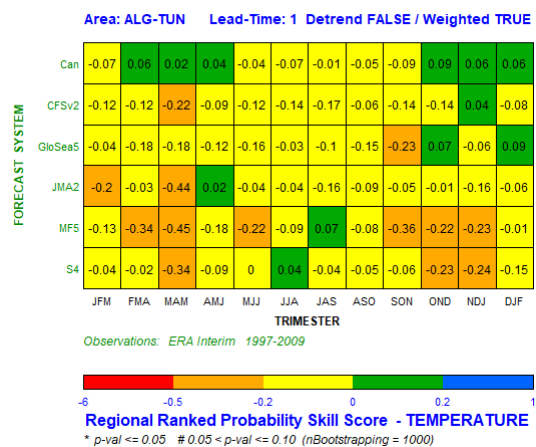 Area: ALG-TUN Lead-Time: 1 Detrend FALSE / Weighted TRUE
FORECAST SYSTEM
Can -0.07 0.06 0.02 0.04 -0.04 -0.07 -0.01 -0.05 -0.09 0.09 0.06 0.06
CFSv2 -0.12 -0.12 -0.22 -0.09 -0.12 -0.14 -0.17 -0.06 -0.14 -0.14 0.04 -0.08
GloSea5 -0.04 -0.18 -0.18 -0.12 -0.16 -0.03 -0.1 -0.15 -0.23 0.07 -0.06 0.09
JMA2 -0.2 -0.03 -0.44 0.02 -0.04 -0.04 -0.16 -0.09 -0.05 -0.01 -0.16 -0.06
MF5 -0.13 -0.34 -0.45 -0.18 -0.22 -0.09 0.07 -0.08 -0.36 -0.22 -0.23 -0.01
S4 -0.04 -0.02 -0.34 -0.09 0 0.04 -0.04 -0.05 -0.06 -0.23 -0.24 -0.15
JFM FMA MAM AMJ MJJ JJA JAS ASO SON OND NDJ DJF
TRIMESTER
Observations: ERA Interim 1997-2009
-6 -0.5 -0.2 0 0.2 1
Regional Ranked Probability Skill Score - TEMPERATURE
* p-val <= 0.05 # 0.05 < p-val <= 0.10 (nBootstrapping = 1000)